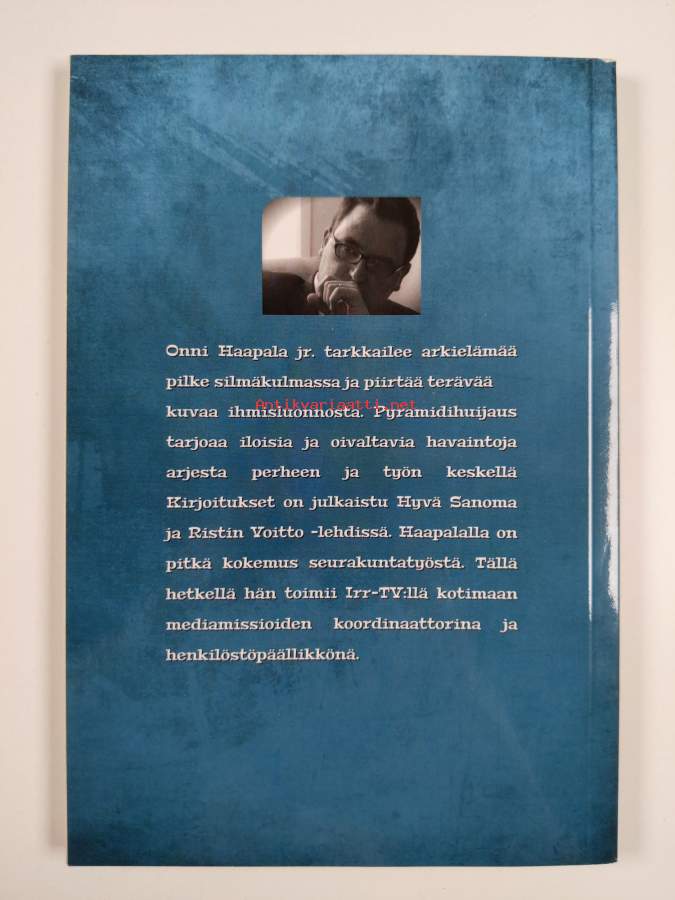 Onni Haapala jr. tarkkailee arkielämää
pilke silmäkulmassa ja piirtää terävää
Antikvariaatti.net
kuvaa ihmisluonnosta. Pyramidihuijaus
tarjoaa iloisia ja oivaltavia havaintoja
arjesta perheen ja työn keskellä
Kirjoitukset on julkaistu Hyvä Sanoma
ja Ristin Voitto -lehdissä. Haapalalla on
pitkä kokemus seurakuntatyöstä. Tällä
hetkellä hän toimii Irr-TV:llä kotimaan
mediamissioiden koordinaattorina ja
henkilöstöpäällikkönä.